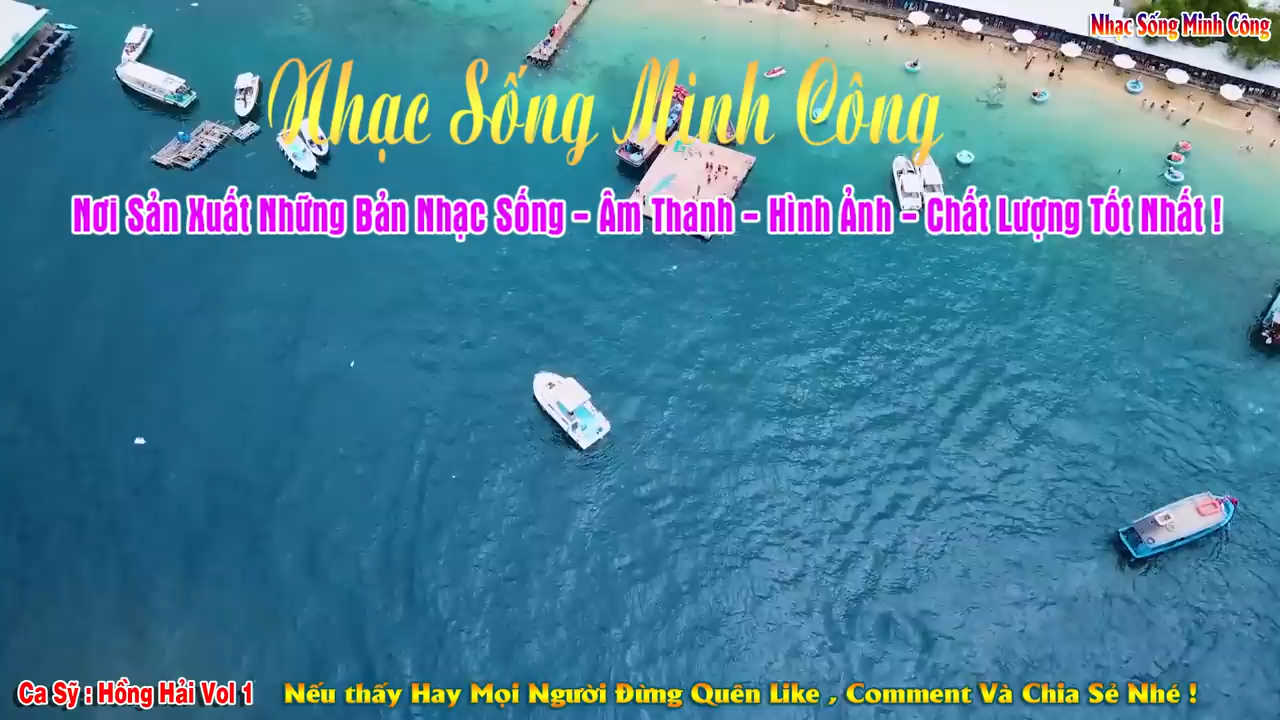 Nhạc Sống Minh Công
Nhạc Sống Minh Công
Nơi Sản Xuất Những Bản Nhạc Sống - Âm Thanh - Hình Ảnh - Chất Lượng Tốt Nhất !
Ca Sỹ : Hồng Hải Vol 1
Nếu thấy Hay Mọi Người Đừng Quên Like , Comment Và Chia Sẻ Nhé !